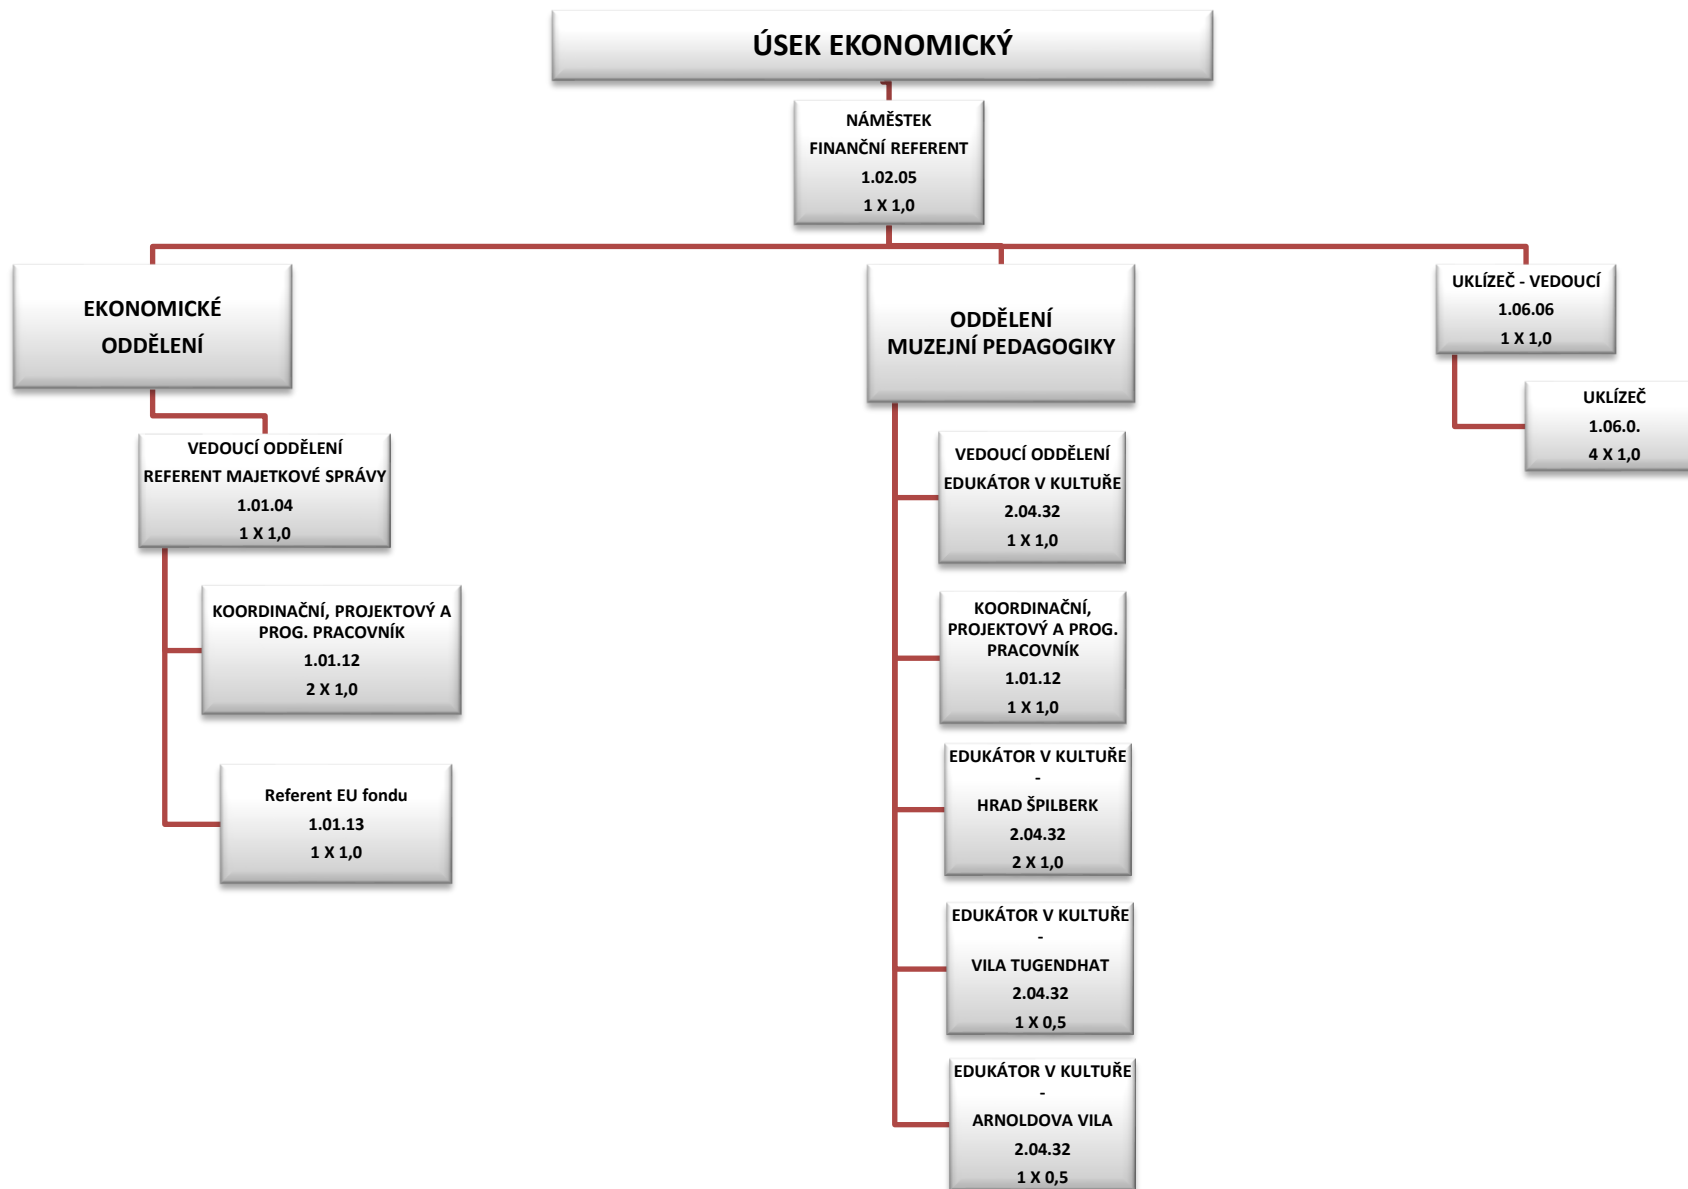 ÚSEK EKONOMICKÝ
NÁMĚSTEK
FINANČNÍ REFERENT
1.02.05
1 X 1,0
EKONOMICKÉ
ODDĚLENÍ
VEDOUCÍ ODDĚLENÍ
REFERENT MAJETKOVÉ SPRÁVY
1.01.04
1 X 1,0
KOORDINAČNÍ, PROJEKTOVÝ A
PROG. PRACOVNÍK
1.01.12
2 X 1,0
Referent EU fondu
1.01.13
1 X 1,0
ODDĚLENÍ
MUZEJNÍ PEDAGOGIKY
VEDOUCÍ ODDĚLENÍ
EDUKÁTOR V KULTUŘE
2.04.32
1 X 1,0
KOORDINAČNÍ,
PROJEKTOVÝ A PROG.
PRACOVNÍK
1.01.12
1 X 1,0
EDUKÁTOR V KULTUŘE
-
HRAD ŠPILBERK
2.04.32
2 X 1,0
EDUKÁTOR V KULTUŘE
-
VILA TUGENDHAT
2.04.32
1 X 0,5
EDUKÁTOR V KULTUŘE
-
ARNOLDOVA VILA
2.04.32
1 X 0,5
UKLÍZEČ - VEDOUCÍ
1.06.06
1 X 1,0
UKLÍZEČ
1.06.0.
4 X 1,0